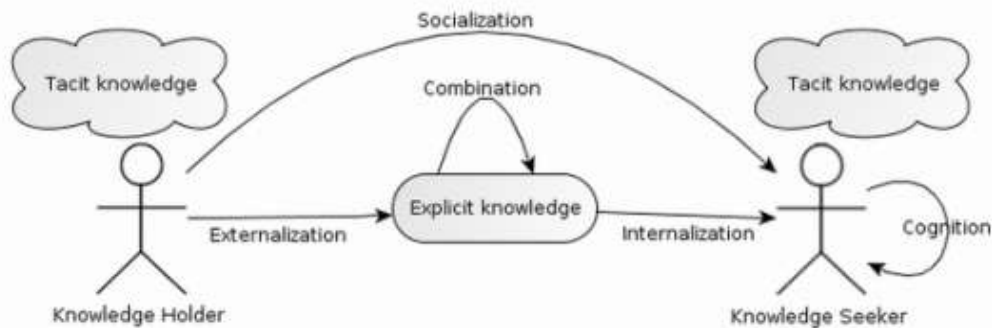 Socialization
Tacit knowledge
Tacit knowledge
Combination
Explicit knowledge
Externalization
Internalization
Cognition
Knowledge Holder
Knowledge Seeker